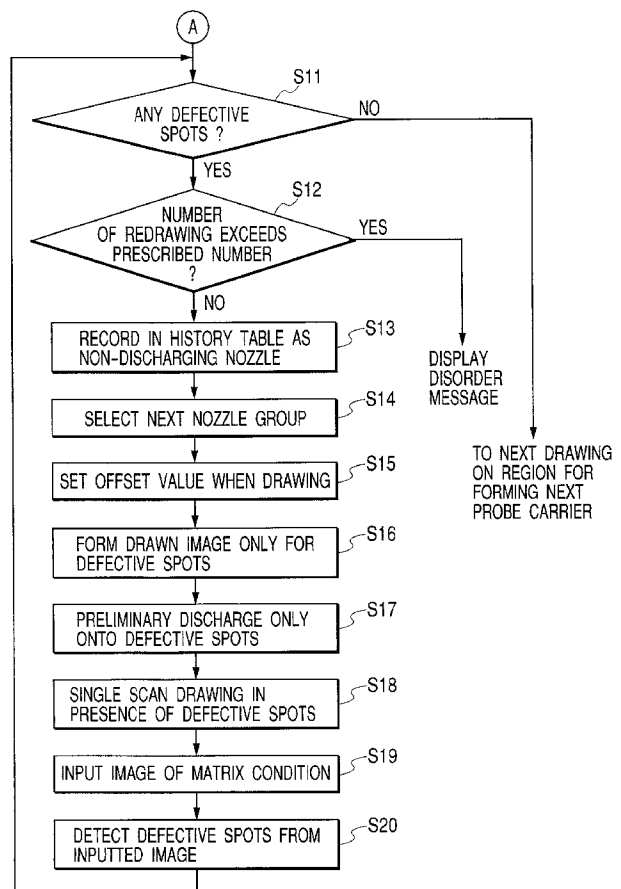 A
S11
ANY DEFECTIVE
SPOTS ?
NO
YES
S12
NUMBER
OF REDRAWING EXCEEDS
PRESCRIBED NUMBER
?
YES
NO
S13
RECORD IN HISTORY TABLE AS
NON-DISCHARGING NOZZLE
DISPLAY
DISORDER
MESSAGE
S14
SELECT NEXT NOZZLE GROUP
S15
SET OFFSET VALUE WHEN DRAWING
TO NEXT DRAWING
ON REGION FOR
FORMING NEXT
PROBE CARRIER
S16
FORM DRAWN IMAGE ONLY FOR
DEFECTIVE SPOTS
S17
PRELIMINARY DISCHARGE ONLY
ONTO DEFECTIVE SPOTS
S18
SINGLE SCAN DRAWING IN
PRESENCE OF DEFECTIVE SPOTS
S19
INPUT IMAGE OF MATRIX CONDITION
S20
DETECT DEFECTIVE SPOTS FROM
INPUTTED IMAGE